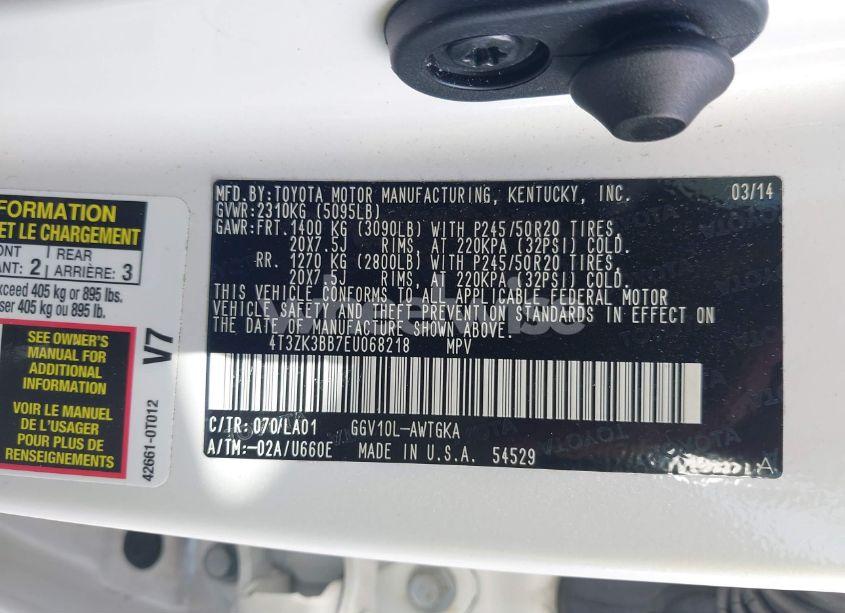 MFD.BY:TOYOTA MOTOR MANUFACTURING, KENTUCKY, INC. 03/14
GVWR:2310KG (5095LB)
GAWR:FRT.1400 KG (3090LB) WITH P245/50R20 TIRES,
20X7.5J RIMS, AT 220KPA (32PSI) COLD.
RR. 1270 KG (2800LB) WITH P245/50R20 TIRES,
20X7.5J RIMS, AT 220KPA (32PSI) COLD.
THIS VEHICLE CONFORMS TO ALL APPLICABLE FEDERAL MOTOR
VEHICLE SAFETY AND THEFT PREVENTION STANDARDS IN EFFECT ON
THE DATE OF MANUFACTURE SHOWN ABOVE.
4T3ZK3BB7EU068218 MPV
C/TR:070/LA01 GGV10L-AWTGKA
A/TM:-02A/U660E MADE IN U.S.A. 54529
A
FORMATION
ET LE CHARGEMENT
2 REAR
ARRIÈRE: 3
405 kg or 895 lbs.
405 kg ou 895 lb.
SEE OWNER'S
MANUAL FOR
ADDITIONAL
INFORMATION
VOIR LE MANUEL
DE L'USAGER
POUR PLUS DE
RENSEIGNEMENTS
V7
42661-0T012
TOYOTA